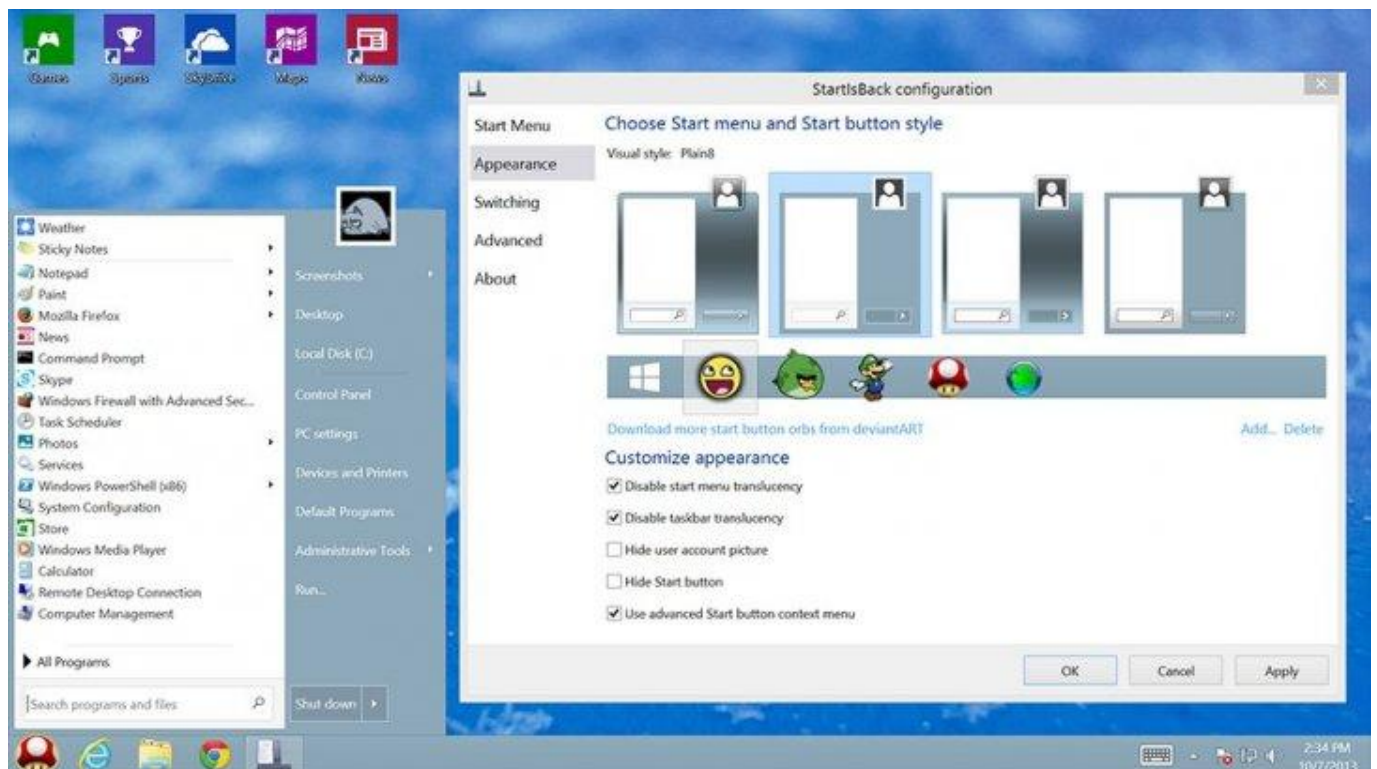 Games
Sports
SkyDrive
Maps
News
Weather
Sticky Notes
Notepad
Paint
Mozilla Firefox
News
Command Prompt
Skype
Windows Firewall with Advanced Sec...
Task Scheduler
Photos
Services
Windows PowerShell (x86)
System Configuration
Store
Windows Media Player
Calculator
Remote Desktop Connection
Computer Management
All Programs
Search programs and files
Screenshots
Desktop
Local Disk (C:)
Control Panel
PC settings
Devices and Printers
Default Programs
Administrative Tools
Run...
Shut down
StartIsBack configuration
Start Menu
Appearance
Switching
Advanced
About
Choose Start menu and Start button style
Visual style: Plain8
Download more start button orbs from deviantART
Add... Delete
Customize appearance
Disable start menu translucency
Disable taskbar translucency
Hide user account picture
Hide Start button
Use advanced Start button context menu
OK Cancel Apply
2:34 PM
10/7/2013